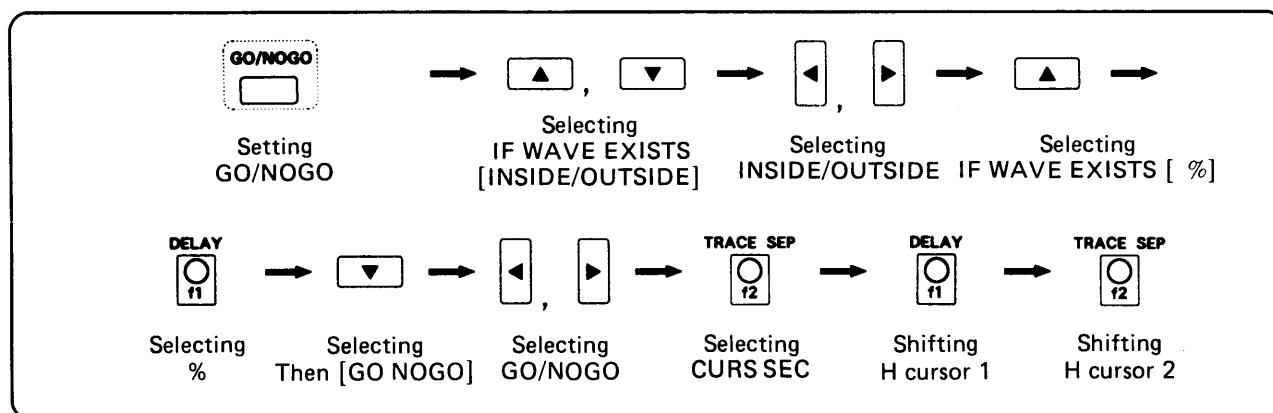 GO/NOGO
▲ , ▼ ◄ , ► ▲
Setting
GO/NOGO
Selecting
IF WAVE EXISTS
[INSIDE/OUTSIDE]
Selecting
INSIDE/OUTSIDE
Selecting
IF WAVE EXISTS [ %]
DELAY
f1
▼ ◄ , ►
TRACE SEP
f2
DELAY
f1
TRACE SEP
f2
Selecting
%
Selecting
Then [GO NOGO]
Selecting
GO/NOGO
Selecting
CURS SEC
Shifting
H cursor 1
Shifting
H cursor 2